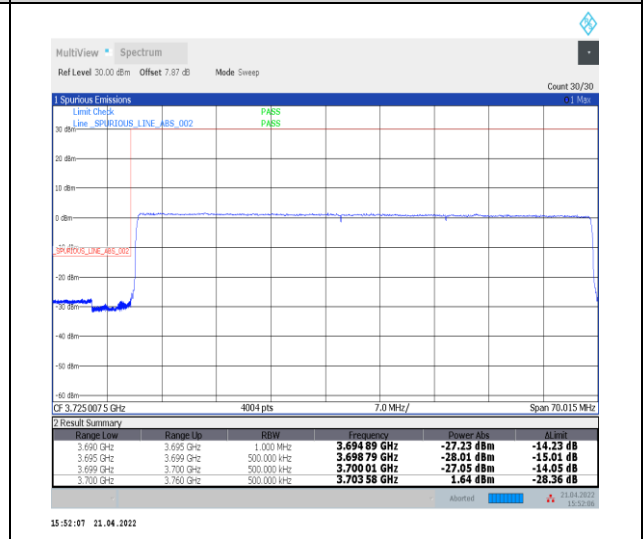 MultiView Spectrum
Ref Level 30.00 dBm Offset 7.87 dB Mode Sweep
Count 30/30
1 Spurious Emissions 1 Max
Limit Check PASS
Line _SPURIOUS_LINE_ABS_002 PASS
30 dBm
20 dBm
10 dBm
0 dBm
-10 dBm
_SPURIOUS_LINE_ABS_002
-20 dBm
-30 dBm
-40 dBm
-50 dBm
-60 dBm
CF 3.725 007 5 GHz 4004 pts 7.0 MHz/ Span 70.015 MHz
2 Result Summary
Range Low Range Up RBW Frequency Power Abs ΔLimit
3.690 GHz 3.695 GHz 1.000 MHz 3.694 89 GHz -27.23 dBm -14.23 dB
3.695 GHz 3.699 GHz 500.000 kHz 3.698 79 GHz -28.01 dBm -15.01 dB
3.699 GHz 3.700 GHz 500.000 kHz 3.700 01 GHz -27.05 dBm -14.05 dB
3.700 GHz 3.760 GHz 500.000 kHz 3.703 58 GHz 1.64 dBm -28.36 dB
Aborted 21.04.2022
15:52:06
15:52:07 21.04.2022